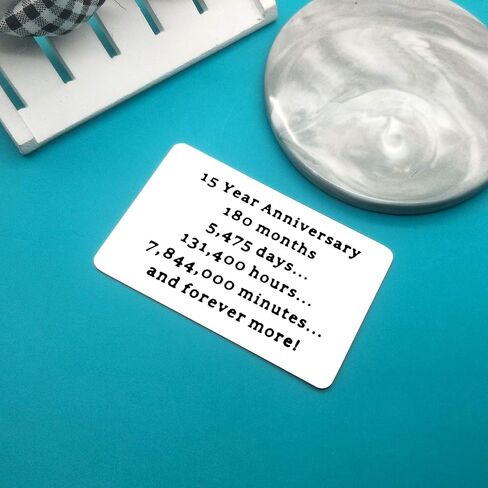 15 Year Anniversary
180 months
5,475 days...
131,400 hours...
7,844,000 minutes...
and forever more!